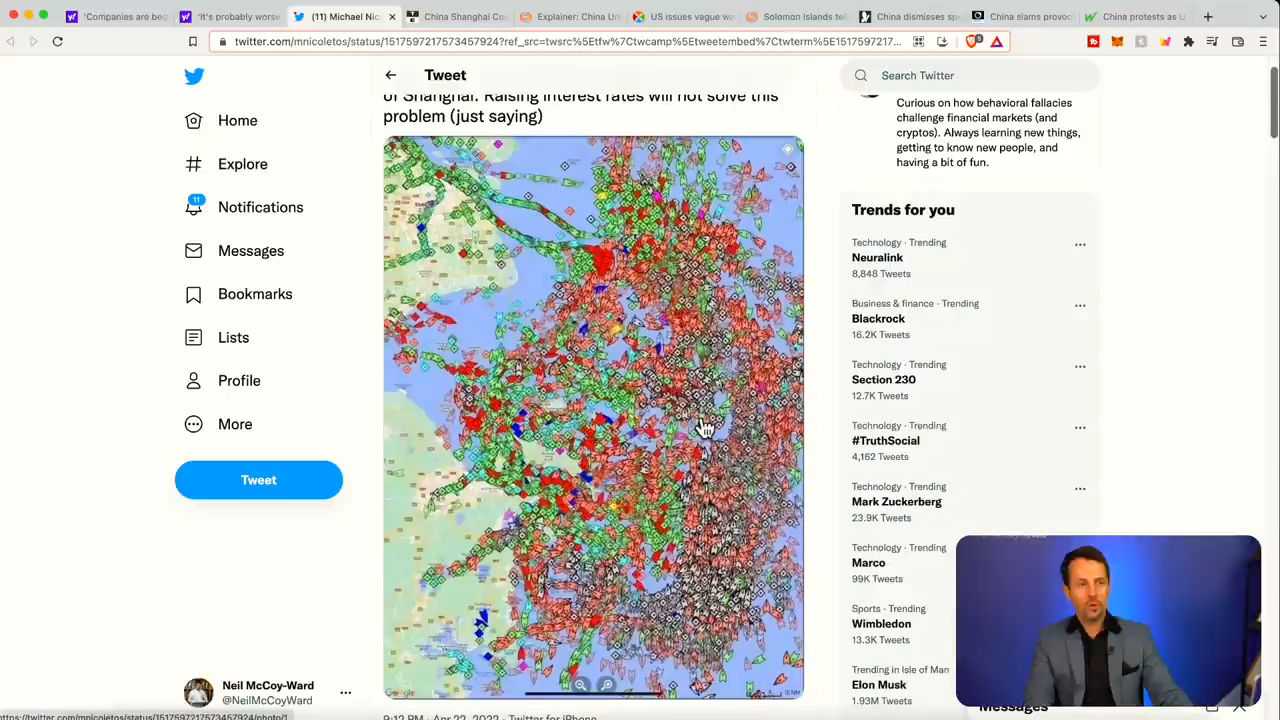 'Companies are beg
'It's probably worse
(11) Michael Nic
China Shanghai Co
Explainer: China Un
US issues vague wa
Solomon Islands tel
China dismisses spe
China slams provoc
China protests as U
twitter.com/mnicoletos/status/1517597217573457924?ref_src=twsrc%5Etfw%7Ctwcamp%5Etweetembed%7Ctwterm%5E1517597217...
Tweet
Search Twitter
of Shanghai. Raising interest rates will not solve this
problem (just saying)
Home
Explore
11
Notifications
Messages
Bookmarks
Lists
Profile
More
Tweet
Neil McCoy-Ward
@NeilMcCoyWard
Google
9:12 PM · Apr 22, 2022 · Twitter for iPhone
Curious on how behavioral fallacies
challenge financial markets (and
cryptos). Always learning new things,
getting to know new people, and
having a bit of fun.
Trends for you
Technology · Trending
Neuralink
8,848 Tweets
Business & finance · Trending
Blackrock
16.2K Tweets
Technology · Trending
Section 230
12.7K Tweets
Technology · Trending
#TruthSocial
4,162 Tweets
Technology · Trending
Mark Zuckerberg
23.9K Tweets
Technology · Trending
Marco
99K Tweets
Sports · Trending
Wimbledon
13.3K Tweets
Trending in Isle of Man
Elon Musk
1.93M Tweets
Messages
https://twitter.com/mnicoletos/status/1517597217573457924/photo/1